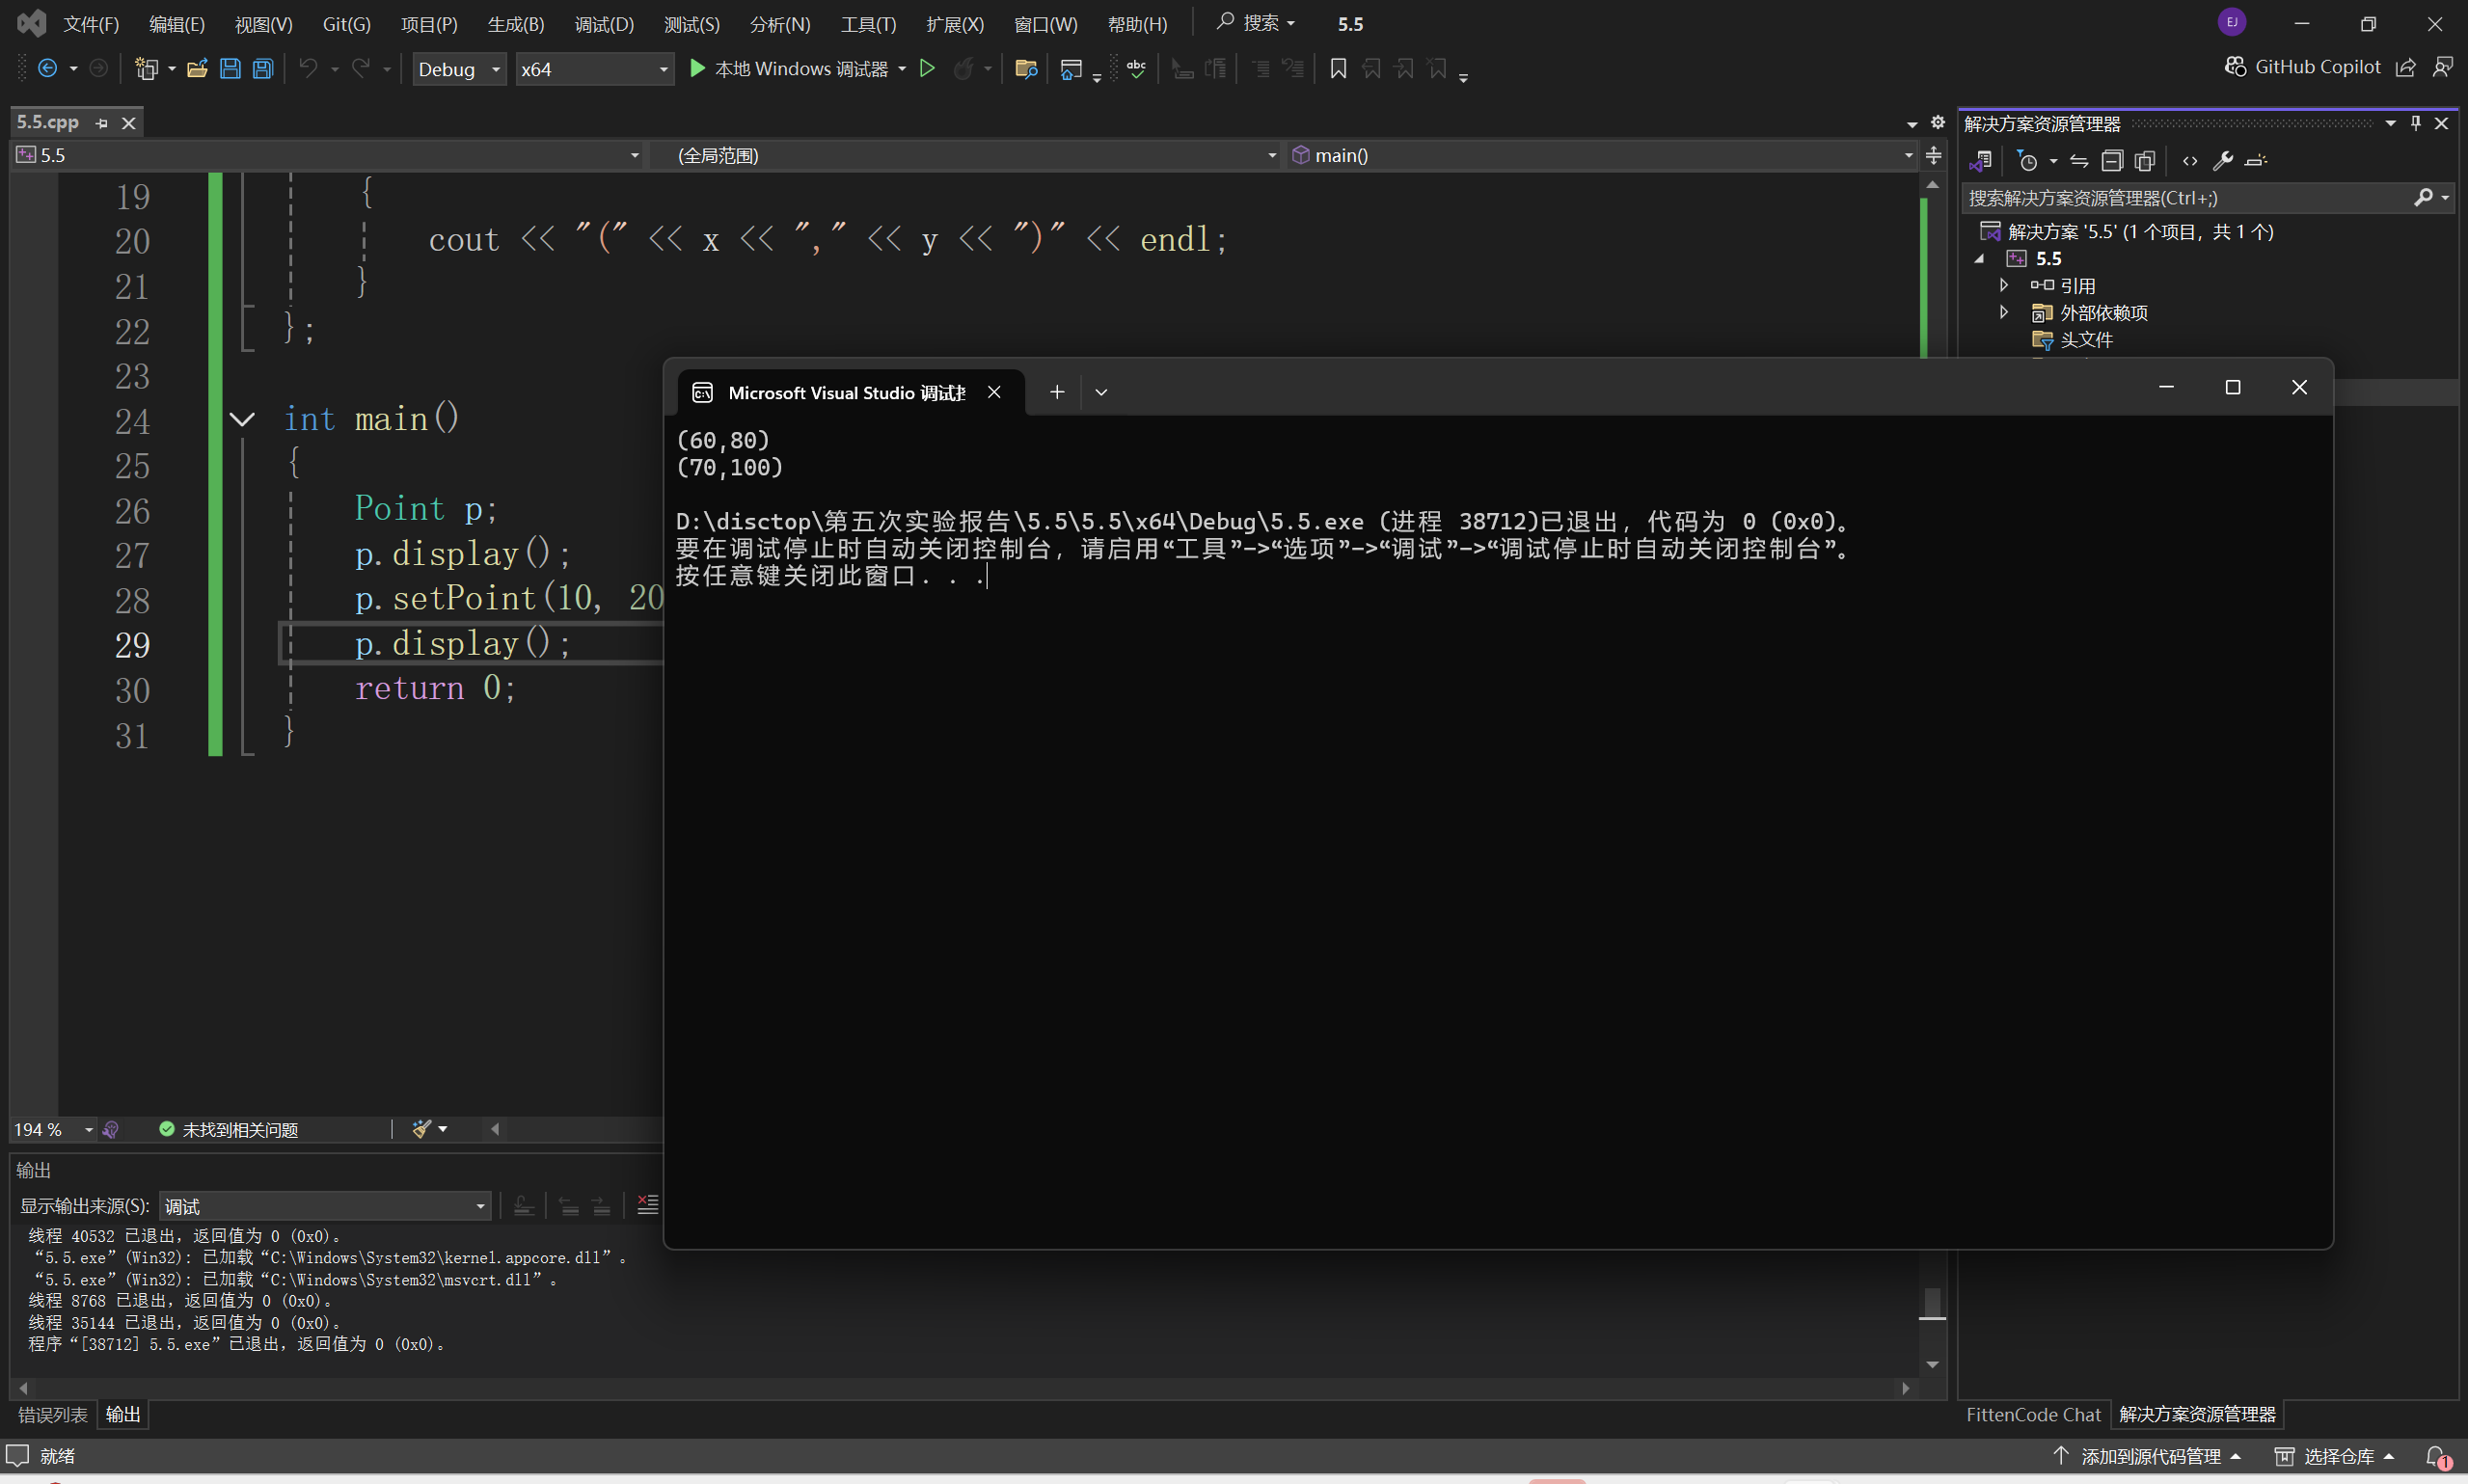 文件(F) 编辑(E) 视图(V) Git(G) 项目(P) 生成(B) 调试(D) 测试(S) 分析(N) 工具(T) 扩展(X) 窗口(W) 帮助(H) 搜索 5.5 EJ
Debug x64 本地 Windows 调试器 abc GitHub Copilot
5.5.cpp
5.5 (全局范围) main()
19 {
20 cout << "(" << x << "," << y << ")" << endl;
21 }
22 };
23
24 int main()
25 {
26 Point p;
27 p.display();
28 p.setPoint(10, 20
29 p.display();
30 return 0;
31 }
解决方案资源管理器
搜索解决方案资源管理器(Ctrl+;)
解决方案 '5.5' (1 个项目，共 1 个)
5.5
引用
外部依赖项
头文件
Microsoft Visual Studio 调试
(60,80)
(70,100)
D:\disctop\第五次实验报告\5.5\5.5\x64\Debug\5.5.exe (进程 38712)已退出，代码为 0 (0x0)。
要在调试停止时自动关闭控制台，请启用“工具”->“选项”->“调试”->“调试停止时自动关闭控制台”。
按任意键关闭此窗口. . .
194 % 未找到相关问题
输出
显示输出来源(S): 调试
线程 40532 已退出，返回值为 0 (0x0)。
“5.5.exe”(Win32): 已加载“C:\Windows\System32\kernel.appcore.dll”。
“5.5.exe”(Win32): 已加载“C:\Windows\System32\msvcrt.dll”。
线程 8768 已退出，返回值为 0 (0x0)。
线程 35144 已退出，返回值为 0 (0x0)。
程序“[38712] 5.5.exe”已退出，返回值为 0 (0x0)。
错误列表 输出
FittenCode Chat 解决方案资源管理器
就绪 添加到源代码管理 选择仓库 1